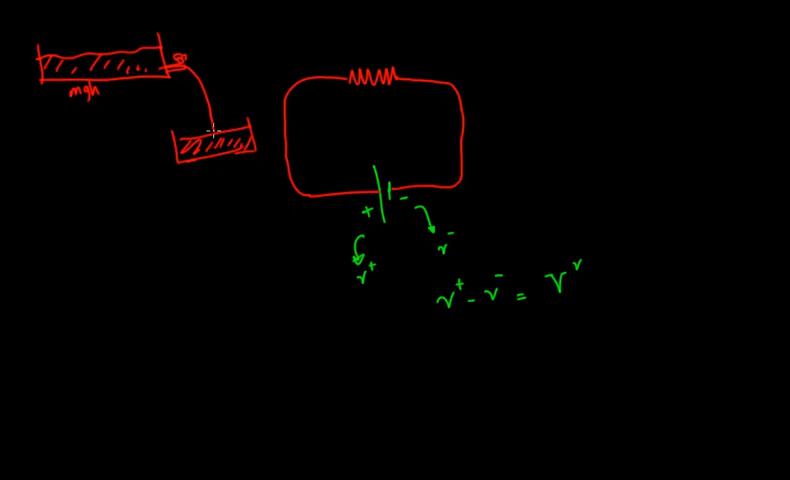 mgh
+ -
v⁺ v⁻
v⁺ - v⁻ = V